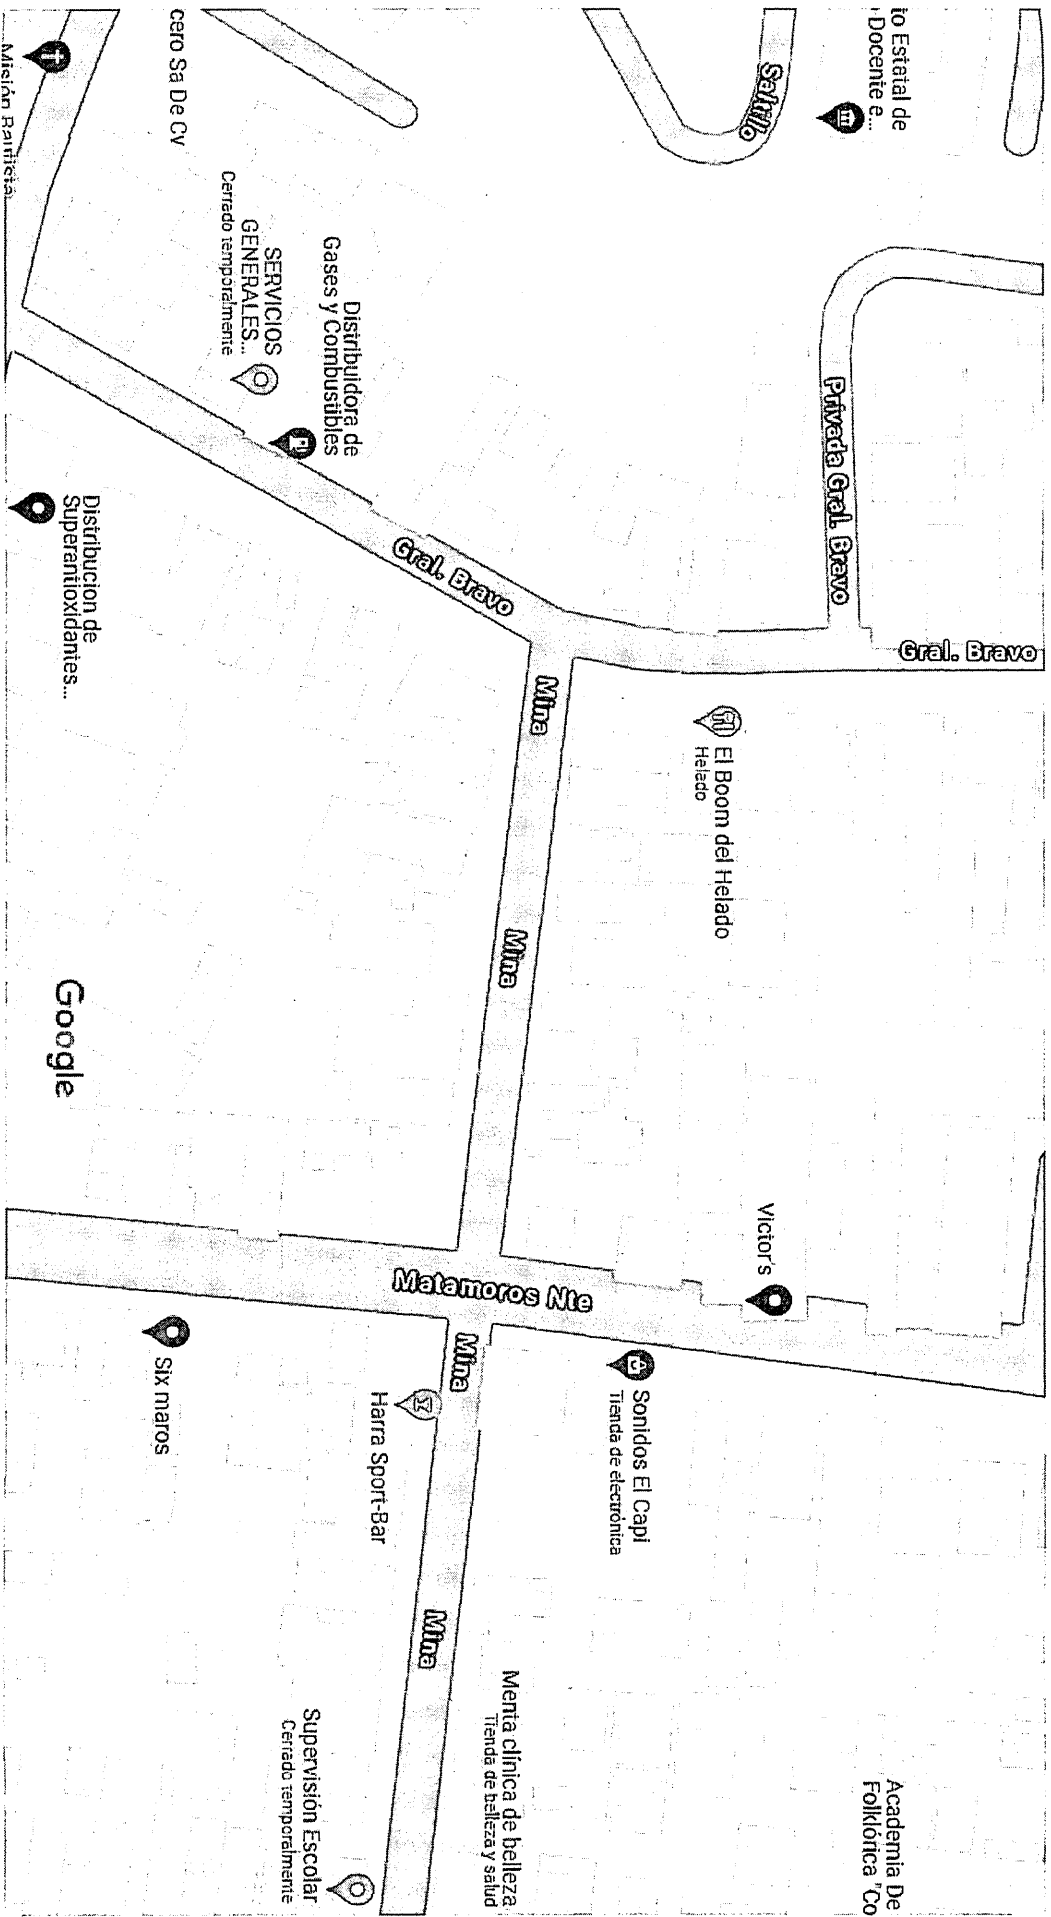 io Estatal de
Docente e...
Saltillo
cero Sa De Cv
Misión Bautista
SERVICIOS
GENERALES...
Cerrado temporalmente
Distribuidora de
Gases y Combustibles
Privada Gral. Bravo
Gral. Bravo
Gral. Bravo
Distribucion de
Superantioxidantes...
Mina
El Boom del Helado
Helado
Mina
Google
Victor's
Matamoros Nte
Mina
Six maros
Harra Sport-Bar
Sonidos El Capi
Tienda de electrónica
Mina
Menta clínica de belleza
Tienda de belleza y salud
Supervisión Escolar
Cerrado temporalmente
Academia De
Folklórica "Co